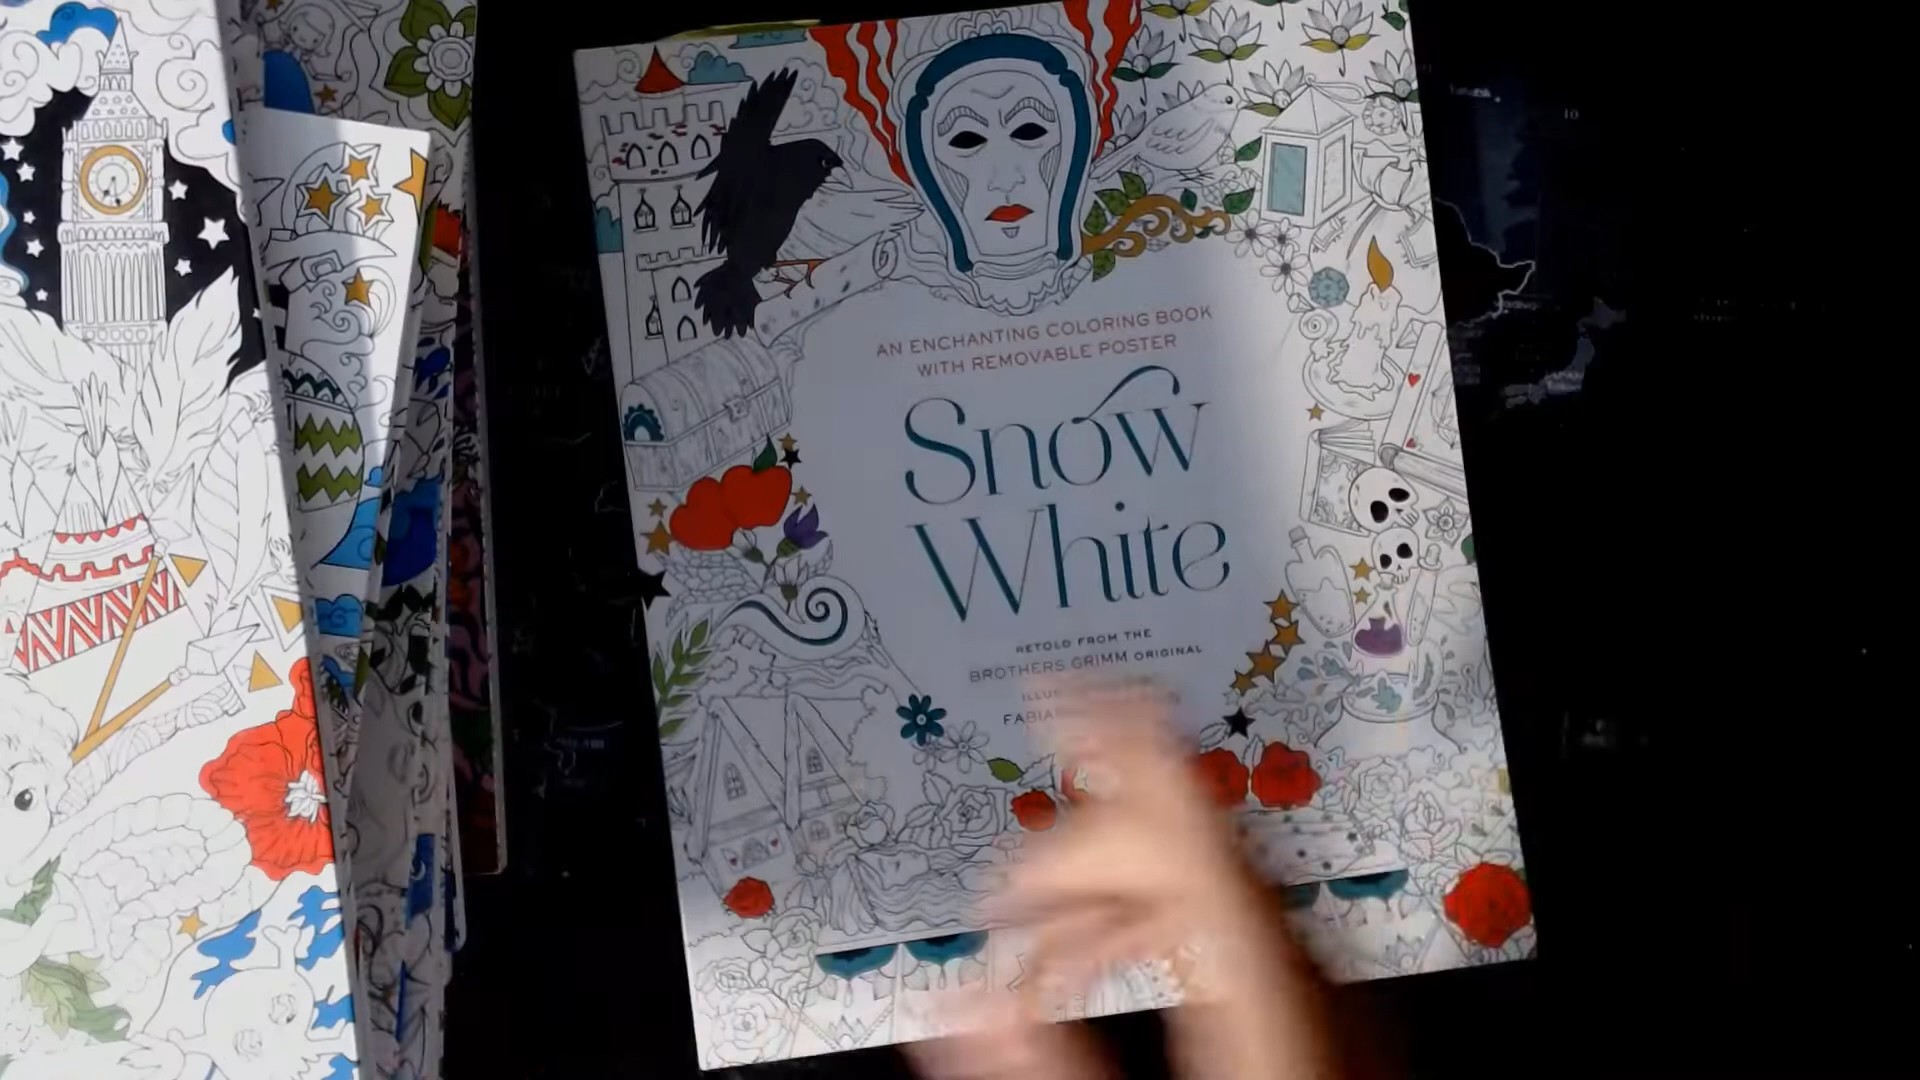 AN ENCHANTING COLORING BOOK
WITH REMOVABLE POSTER
Snow
White
RETOLD FROM THE
BROTHERS GRIMM ORIGINAL